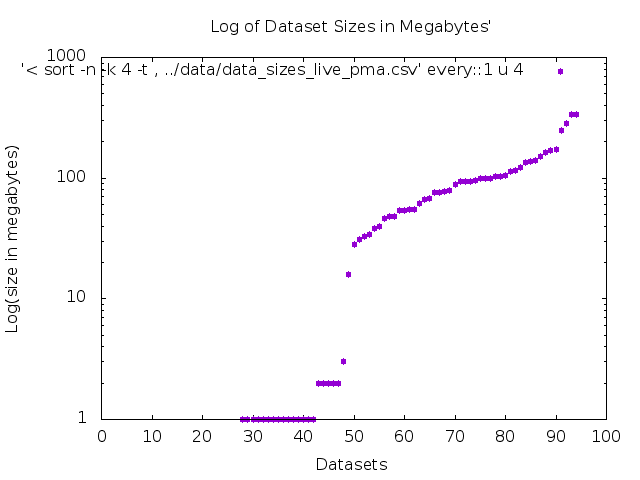 Log of Dataset Sizes in Megabytes'
1000
'< sort -n -k 4 -t , ../data/data_sizes_live_pma.csv' every::1 u 4
100
10
1
Log(size in megabytes)
0 10 20 30 40 50 60 70 80 90 100
Datasets